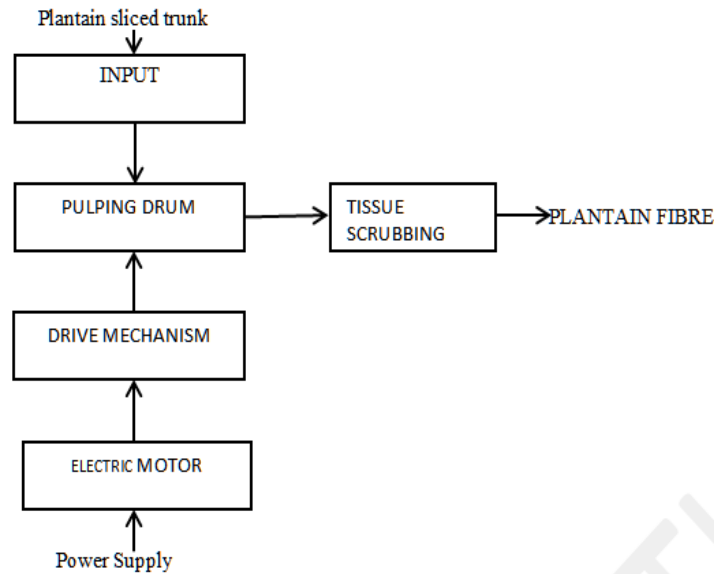 Plantain sliced trunk
INPUT
PULPING DRUM
TISSUE
SCRUBBING
PLANTAIN FIBRE
DRIVE MECHANISM
ELECTRIC MOTOR
Power Supply